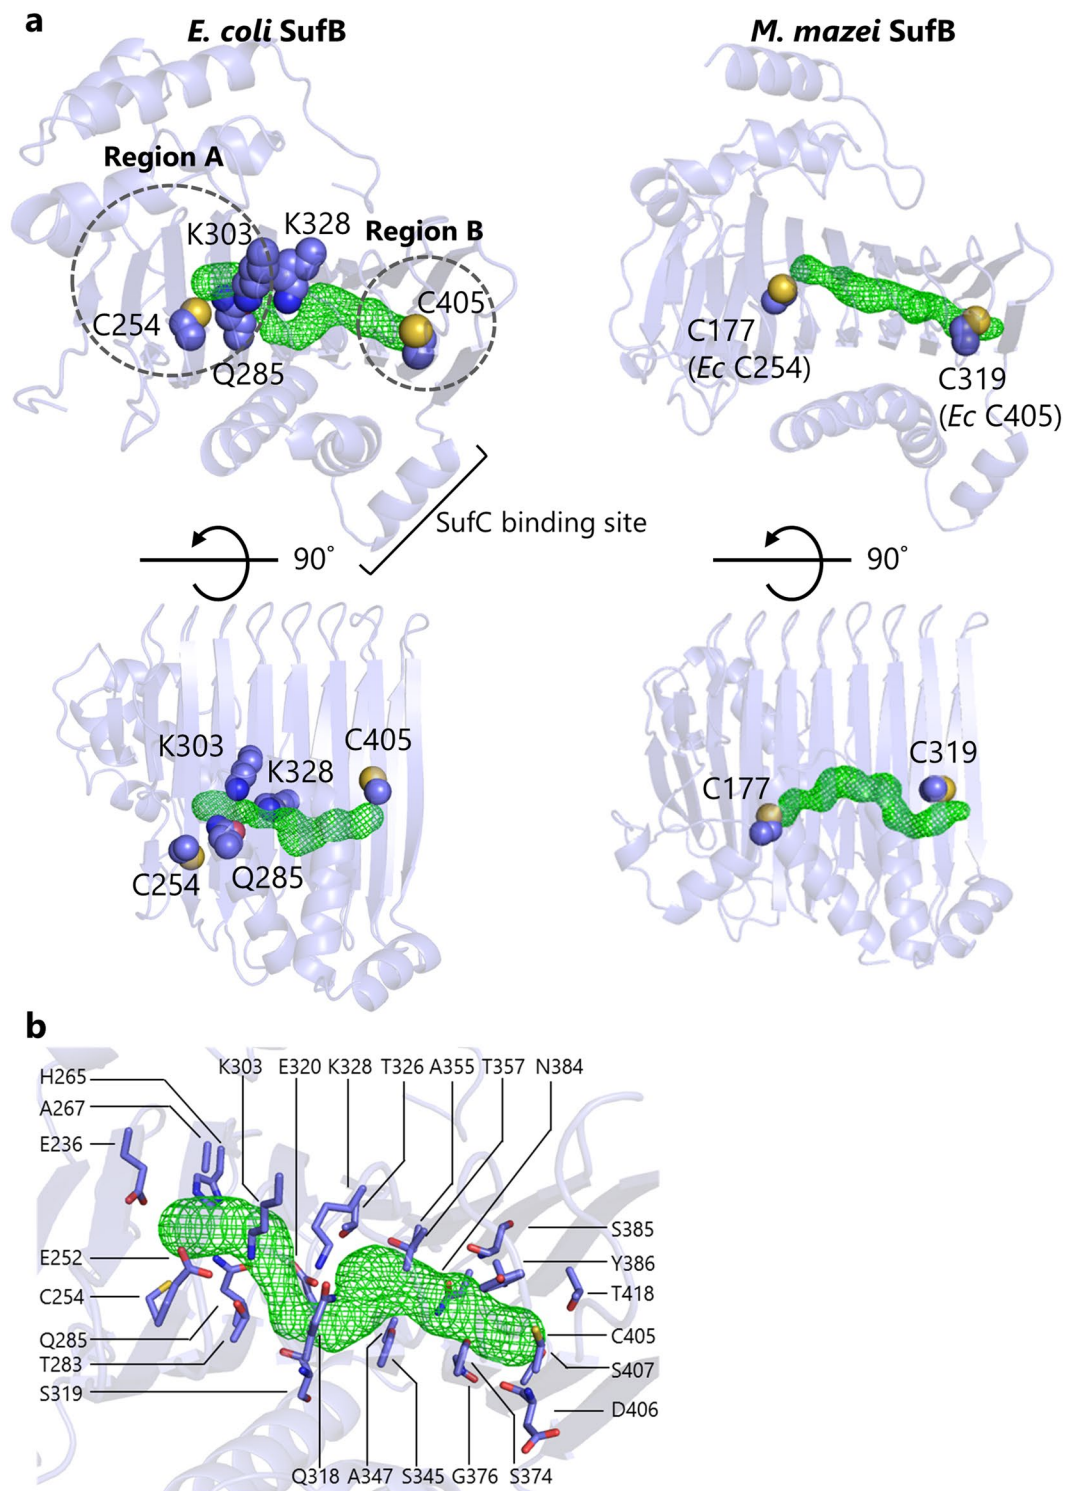 a
E. coli SufB
M. mazei SufB
Region A
K303
K328
Region B
C254
C405
Q285
C177
(Ec C254)
C319
(Ec C405)
SufC binding site
90°
90°
K303
K328
C405
C254
Q285
C177
C319
b
H265
A267
E236
K303
E320
K328
T326
A355
T357
N384
E252
C254
Q285
T283
S319
S385
Y386
T418
C405
S407
D406
Q318
A347
S345
G376
S374